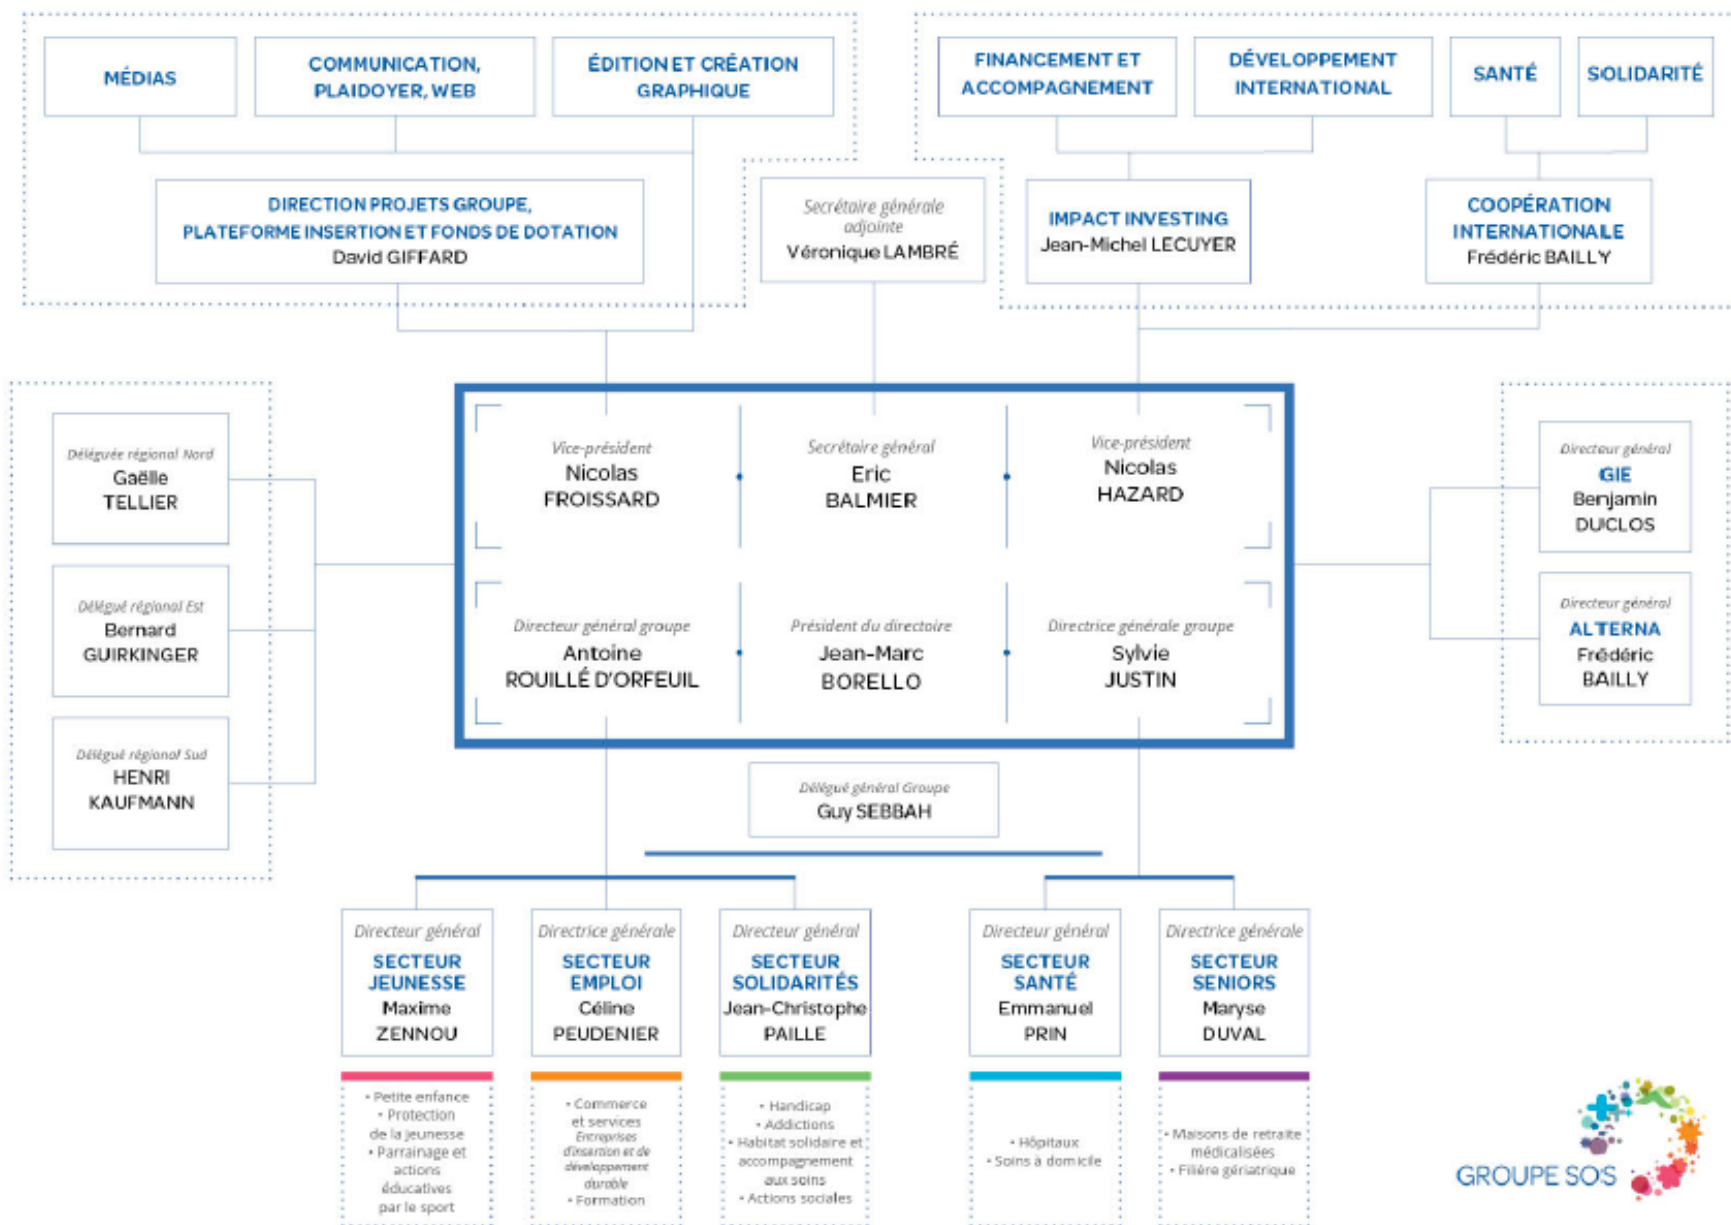 MÉDIAS
COMMUNICATION,
PLAIDOYER, WEB
ÉDITION ET CRÉATION
GRAPHIQUE
DIRECTION PROJETS GROUPE,
PLATEFORME INSERTION ET FONDS DE DOTATION
David GIFFARD
Secrétaire générale
adjointe
Véronique LAMBRÉ
FINANCEMENT ET
ACCOMPAGNEMENT
DÉVELOPPEMENT
INTERNATIONAL
SANTÉ
SOLIDARITÉ
IMPACT INVESTING
Jean-Michel LECUYER
COOPÉRATION
INTERNATIONALE
Frédéric BAILLY
Déléguée régional Nord
Gaëlle
TELLIER
Délégué régional Est
Bernard
GUIRKINGER
Délégué régional Sud
HENRI
KAUFMANN
Vice-président
Nicolas
FROISSARD
Secrétaire général
Eric
BALMIER
Vice-président
Nicolas
HAZARD
Directeur général groupe
Antoine
ROUILLÉ D'ORFEUIL
Président du directoire
Jean-Marc
BORELLO
Directrice générale groupe
Sylvie
JUSTIN
Directeur général
GIE
Benjamin
DUCLOS
Directeur général
ALTERNA
Frédéric
BAILLY
Délégué général Groupe
Guy SEBBAH
Directeur général
SECTEUR
JEUNESSE
Maxime
ZENNOU
• Petite enfance
• Protection
de la jeunesse
• Parrainage et
actions
éducatives
par le sport
Directrice générale
SECTEUR
EMPLOI
Céline
PEUDENIER
• Commerce
et services
Entreprises
d'insertion et de
développement
durable
• Formation
Directeur général
SECTEUR
SOLIDARITÉS
Jean-Christophe
PAILLE
• Handicap
• Addictions
• Habitat solidaire et
accompagnement
aux soins
• Actions sociales
Directeur général
SECTEUR
SANTÉ
Emmanuel
PRIN
• Hôpitaux
• Soins à domicile
Directrice générale
SECTEUR
SENIORS
Maryse
DUVAL
• Maisons de retraite
médicalisées
• Filière gériatrique
GROUPE SOS